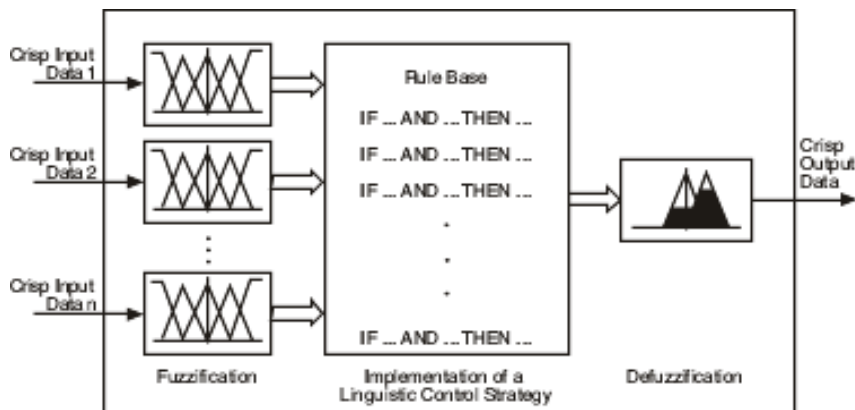 Crisp Input
Data 1
Crisp Input
Data 2
Crisp Input
Data n
Fuzzification
Rule Base
IF ... AND ... THEN ...
IF ... AND ... THEN ...
IF ... AND ... THEN ...
IF ... AND ... THEN ...
Implementation of a
Linguistic Control Strategy
Defuzzification
Crisp
Output
Data